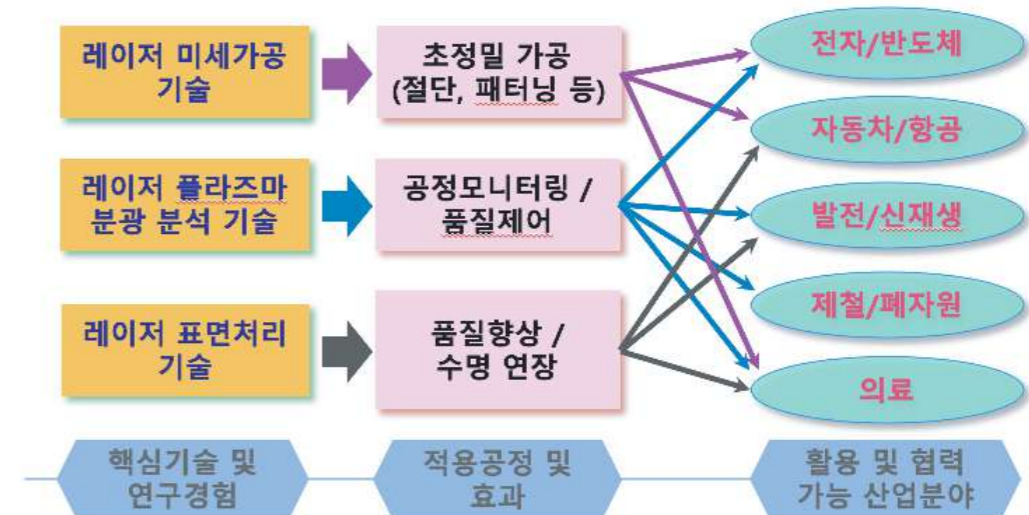 레이저 미세가공
기술
초정밀 가공
(절단, 패터닝 등)
전자/반도체
자동차/항공
레이저 플라즈마
분광 분석 기술
공정모니터링 /
품질제어
발전/신재생
제철/폐자원
레이저 표면처리
기술
품질향상 /
수명 연장
의료
핵심기술 및
연구경험
적용공정 및
효과
활용 및 협력
가능 산업분야